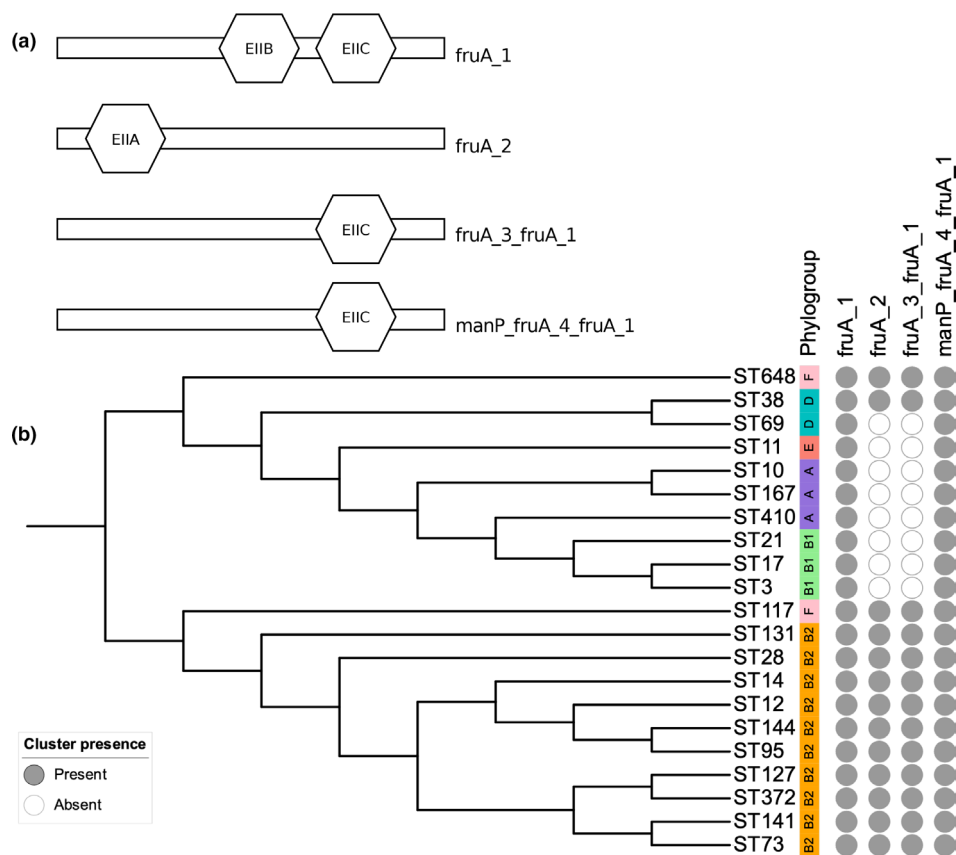 (a)
EIIB EIIC fruA_1
EIIA fruA_2
EIIC fruA_3_fruA_1
EIIC manP_fruA_4_fruA_1
Phylogroup fruA_1 fruA_2 fruA_3_fruA_1 manP_fruA_4_fruA_1
(b)
ST648 F
ST38 D
ST69 D
ST11 E
ST10 A
ST167 A
ST410 A
ST21 B1
ST17 B1
ST3 B1
ST117 F
ST131 B2
ST28 B2
ST14 B2
ST12 B2
ST144 B2
ST95 B2
ST127 B2
ST372 B2
ST141 B2
ST73 B2
Cluster presence
Present
Absent